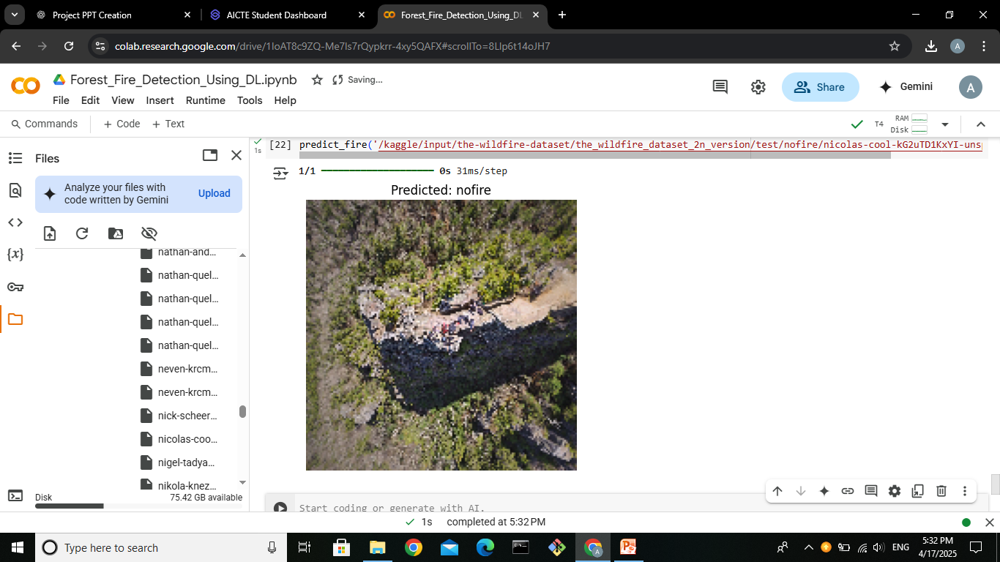 Project PPT Creation
AICTE Student Dashboard
Forest_Fire_Detection_Using_DL
colab.research.google.com/drive/1IoAT8c9ZQ-Me7Is7rQypkrr-4xy5QAFX#scrollTo=8LIp6t14oJH7
A
Forest_Fire_Detection_Using_DL.ipynb
Saving...
File Edit View Insert Runtime Tools Help
Share
Gemini
A
Commands
+ Code
+ Text
T4
RAM
Disk
Files
Analyze your files with
code written by Gemini
Upload
{x}
nathan-and...
nathan-quel...
nathan-quel...
nathan-quel...
nathan-quel...
neven-krcm...
neven-krcm...
nick-scheer...
nicolas-coo...
nigel-tadya...
nikola-knez...
Disk
75.42 GB available
1s
[22] predict_fire('/kaggle/input/the-wildfire-dataset/the_wildfire_dataset_2n_version/test/nofire/nicolas-cool-kG2uTD1KxYI-uns
1/1 ━━━━━━━━━━━━━━━━━━━━ 0s 31ms/step
Predicted: nofire
Start coding or generate with AI.
1s completed at 5:32 PM
Type here to search
A
ENG
5:32 PM
4/17/2025